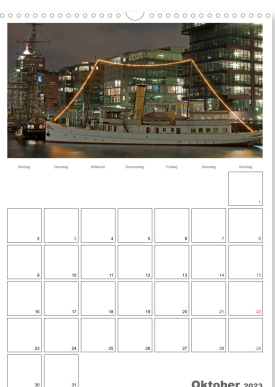 Montag Dienstag Mittwoch Donnerstag Freitag Samstag Sonntag
1
2 3 4 5 6 7 8
9 10 11 12 13 14 15
16 17 18 19 20 21 22
23 24 25 26 27 28 29
30 31
Oktober 2023